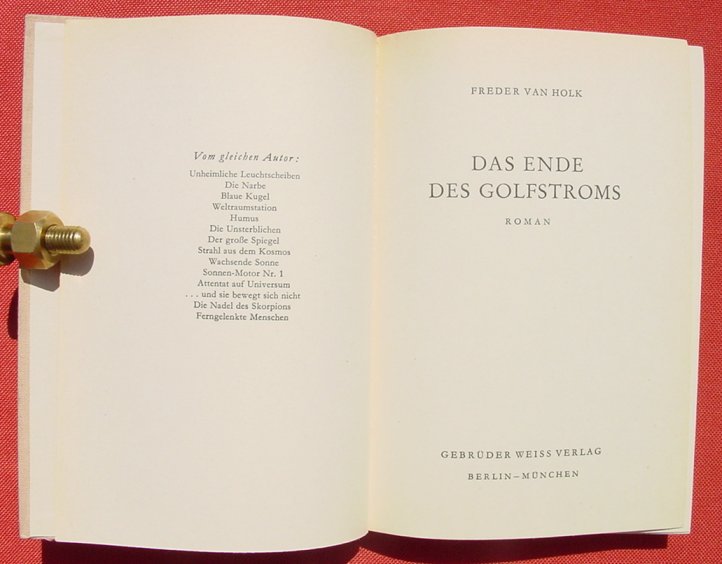 Vom gleichen Autor:
Unheimliche Leuchtscheiben
Die Narbe
Blaue Kugel
Weltraumstation
Humus
Die Unsterblichen
Der große Spiegel
Strahl aus dem Kosmos
Wachsende Sonne
Sonnen-Motor Nr. 1
Attentat auf Universum
. . . und sie bewegt sich nicht
Die Nadel des Skorpions
Ferngelenkte Menschen
FREDER VAN HOLK
DAS ENDE
DES GOLFSTROMS
ROMAN
GEBRÜDER WEISS VERLAG
BERLIN–MÜNCHEN